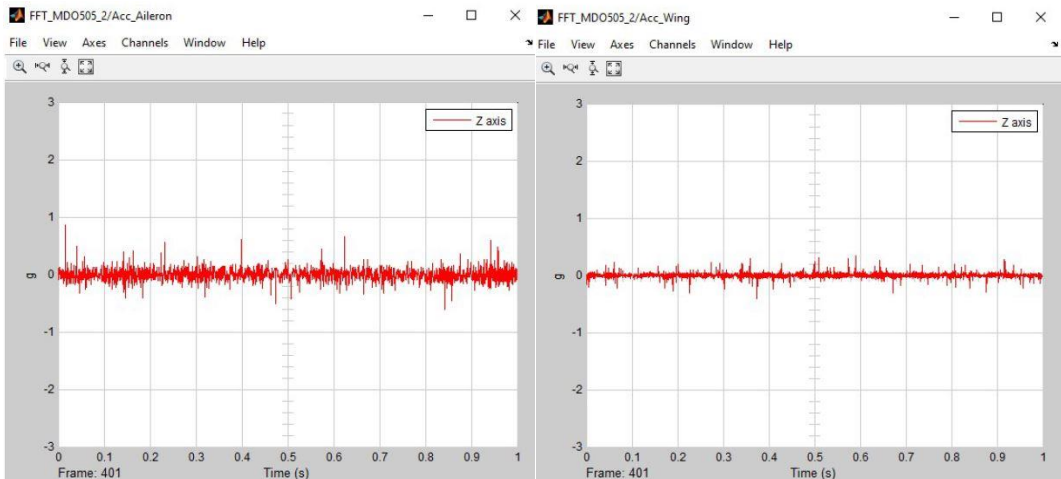 FFT_MDO505_2/Acc_Aileron
File View Axes Channels Window Help
Z axis
3
2
1
0
-1
-2
-3
g
0 0.1 0.2 0.3 0.4 0.5 0.6 0.7 0.8 0.9 1
Frame: 401 Time (s)
FFT_MDO505_2/Acc_Wing
File View Axes Channels Window Help
Z axis
3
2
1
0
-1
-2
-3
g
0 0.1 0.2 0.3 0.4 0.5 0.6 0.7 0.8 0.9 1
Frame: 401 Time (s)